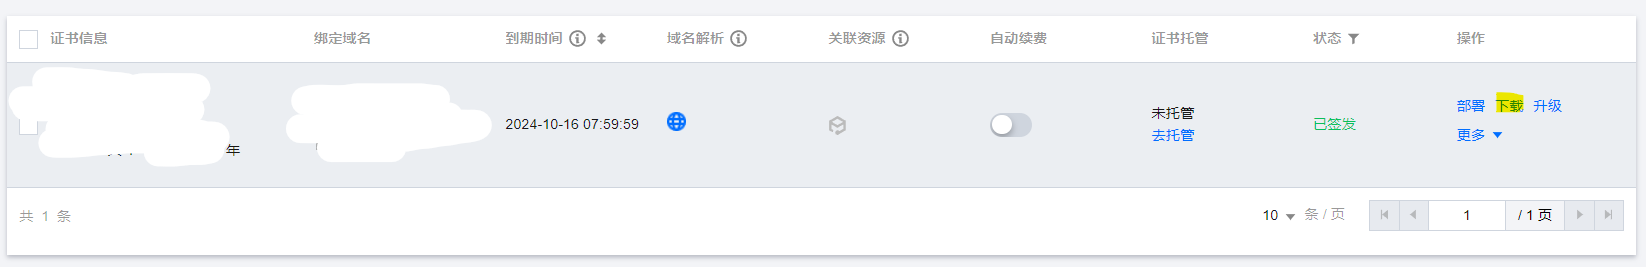 证书信息 绑定域名 到期时间 域名解析 关联资源 自动续费 证书托管 状态 操作
年
2024-10-16 07:59:59
未托管
去托管
已签发
部署 下载 升级
更多
共 1 条
10 条 / 页 1 / 1 页